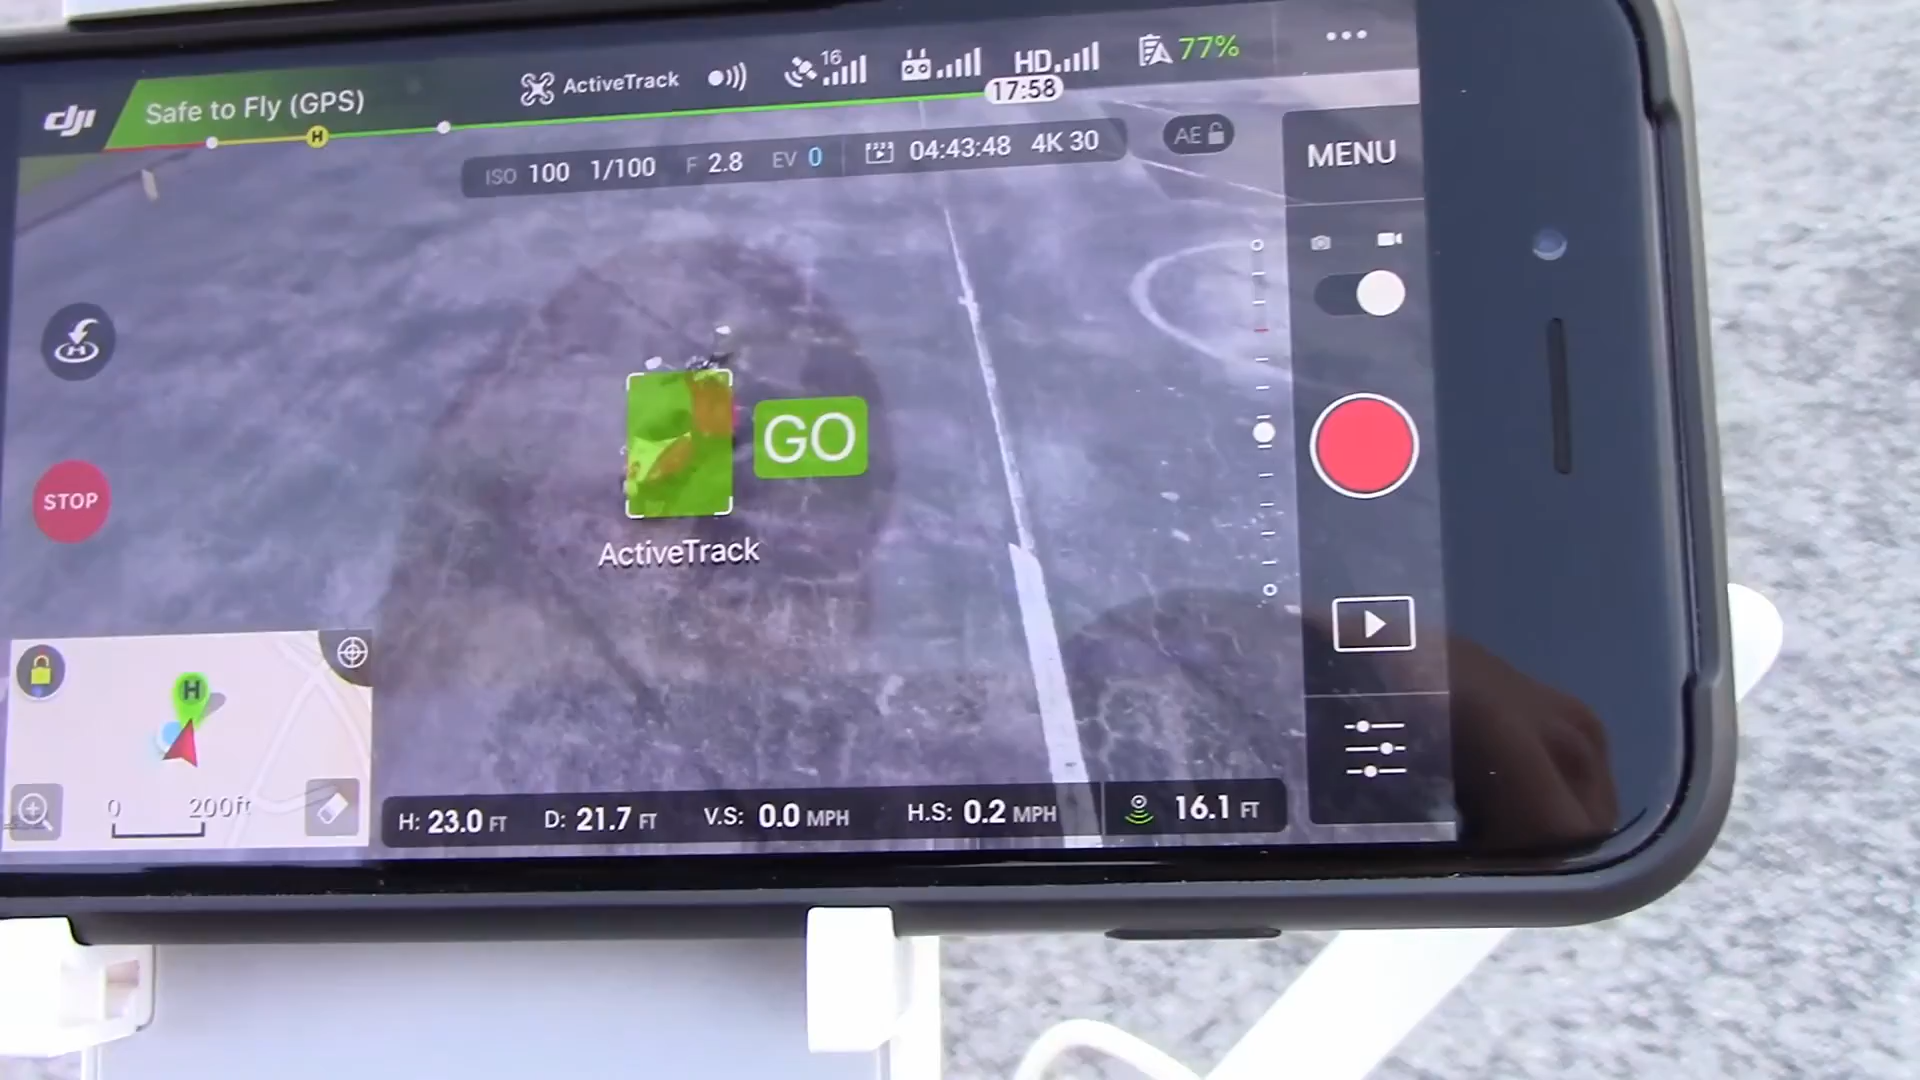 dji
Safe to Fly (GPS)
ActiveTrack
16
HD
77%
17:58
ISO 100 1/100 F 2.8 EV 0 04:43:48 4K 30
AE
MENU
H
GO
STOP
ActiveTrack
H
0 200ft
H: 23.0 FT D: 21.7 FT V.S: 0.0 MPH H.S: 0.2 MPH 16.1 FT